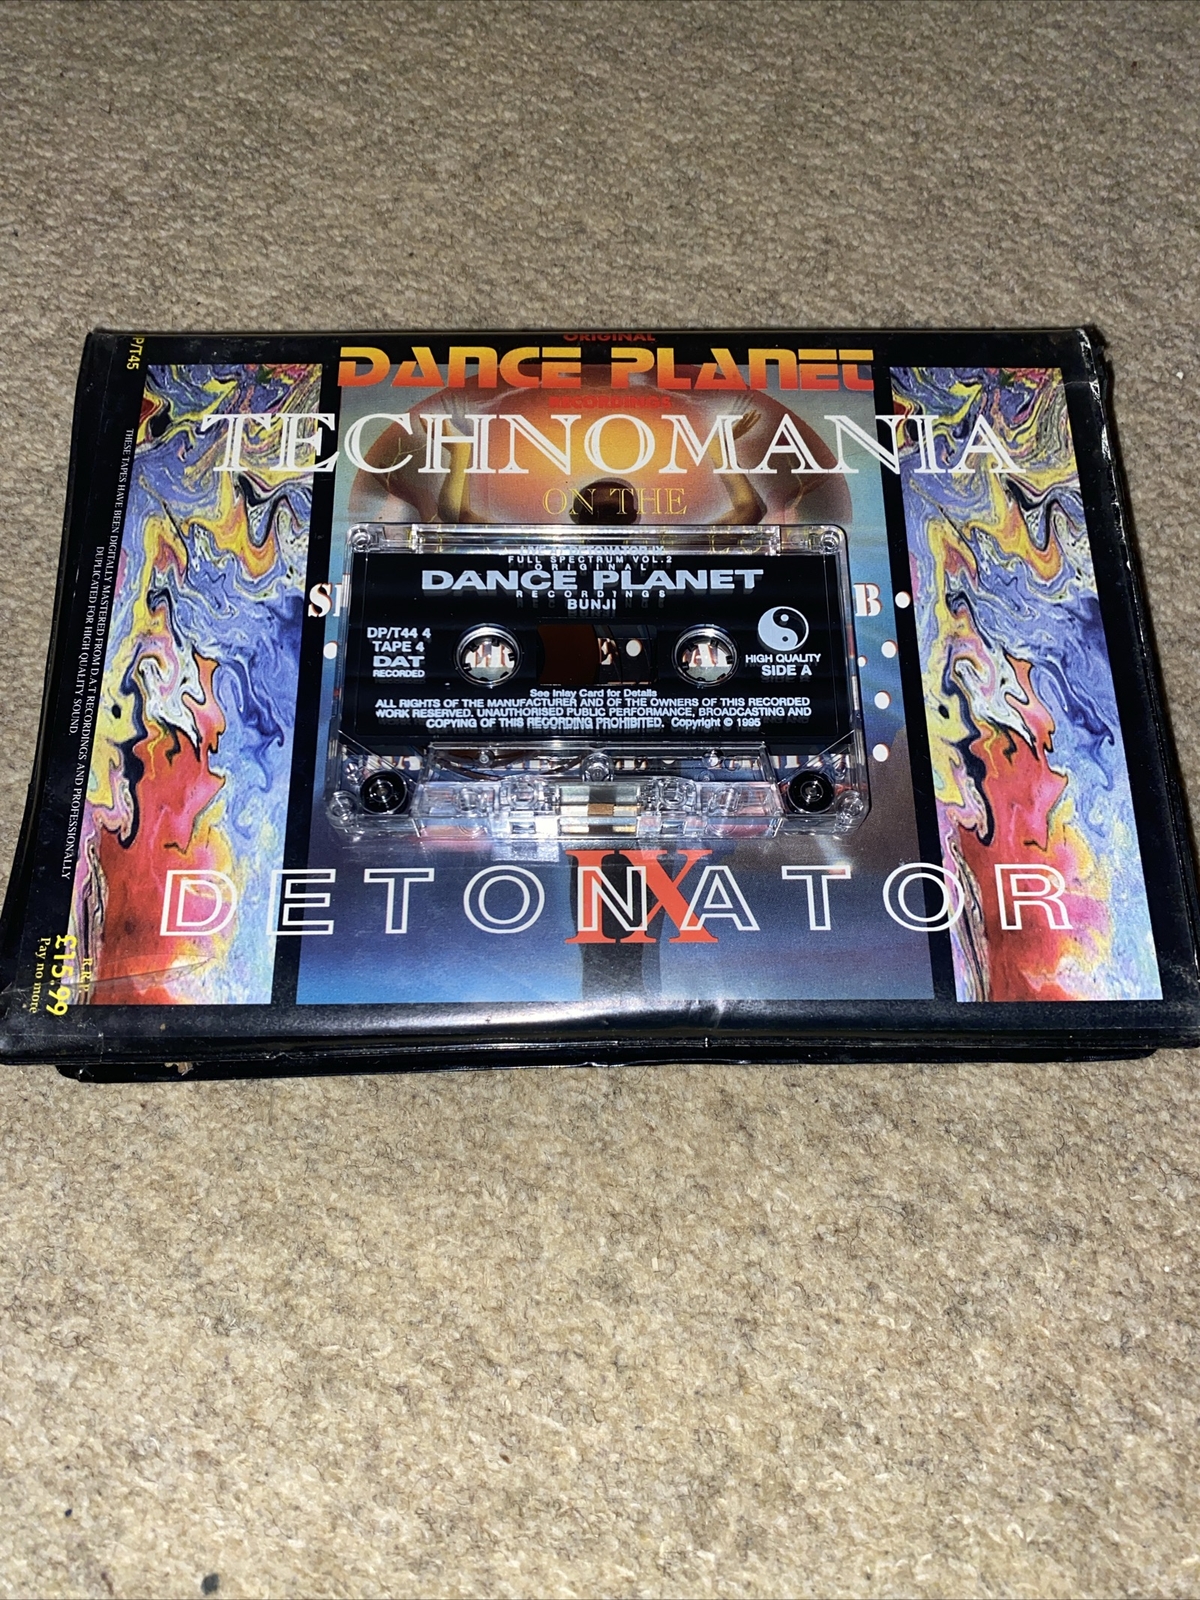 ORIGINAL
DANCE PLANET
RECORDINGS
TECHNOMANIA
ON THE
B •
FULL SPECTRUM VOL.2
ORIGINAL
DANCE PLANET
RECORDINGS
BUNJI
DP/T44 4
TAPE 4
DAT
RECORDED
HIGH QUALITY
SIDE A
See Inlay Card for Details
ALL RIGHTS OF THE MANUFACTURER AND OF THE OWNERS OF THIS RECORDED
WORK RESERVED. UNAUTHORISED PUBLIC PERFORMANCE, BROADCASTING AND
COPYING OF THIS RECORDING PROHIBITED. Copyright © 1995
IX
DETONATOR
P/T45
THESE TAPES HAVE BEEN DIGITALLY MASTERED FROM D.A.T RECORDINGS AND PROFESSIONALLY
DUPLICATED FOR HIGH QUALITY SOUND.
R.R.P.
£15.99
Pay no more